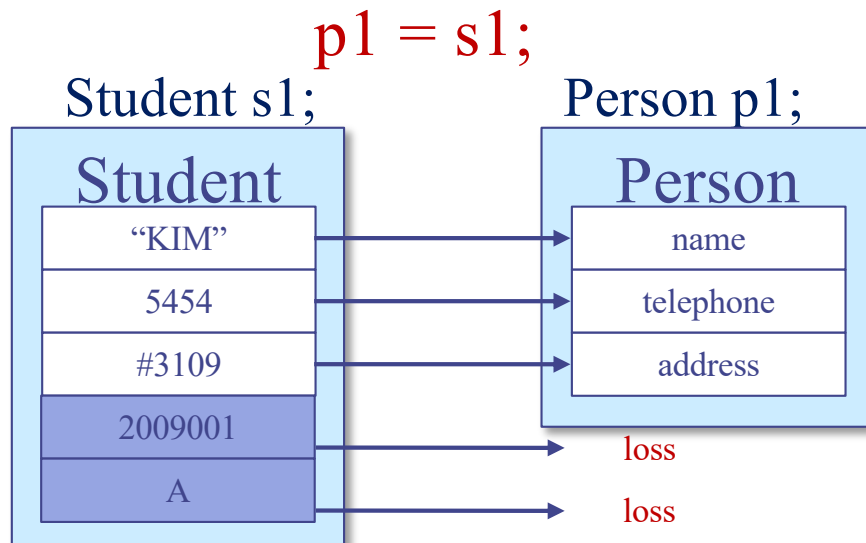 p1 = s1;
Student s1;
Person p1;
Student
Person
“KIM”
name
5454
telephone
#3109
address
2009001
loss
A
loss